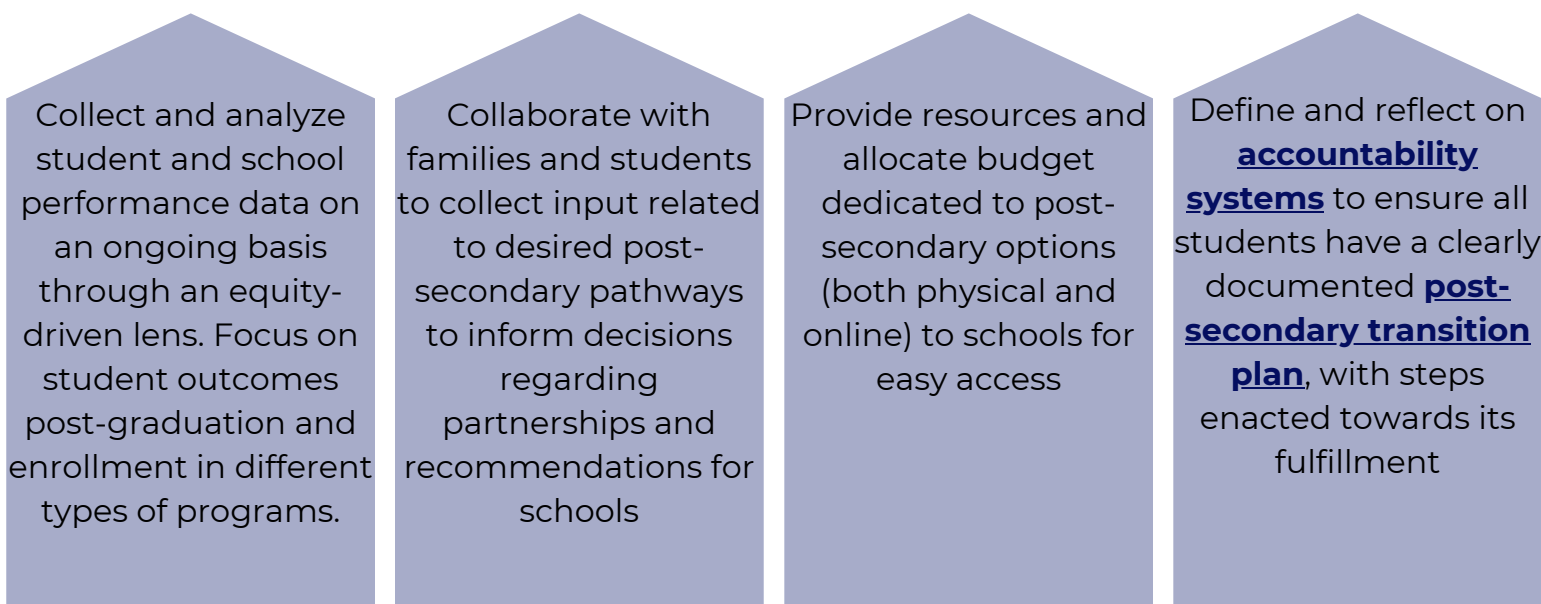 Collect and analyze
student and school
performance data on
an ongoing basis
through an equity-
driven lens. Focus on
student outcomes
post-graduation and
enrollment in different
types of programs.
Collaborate with
families and students
to collect input related
to desired post-
secondary pathways
to inform decisions
regarding
partnerships and
recommendations for
schools
Provide resources and
allocate budget
dedicated to post-
secondary options
(both physical and
online) to schools for
easy access
Define and reflect on
accountability
systems to ensure all
students have a clearly
documented post-
secondary transition
plan, with steps
enacted towards its
fulfillment